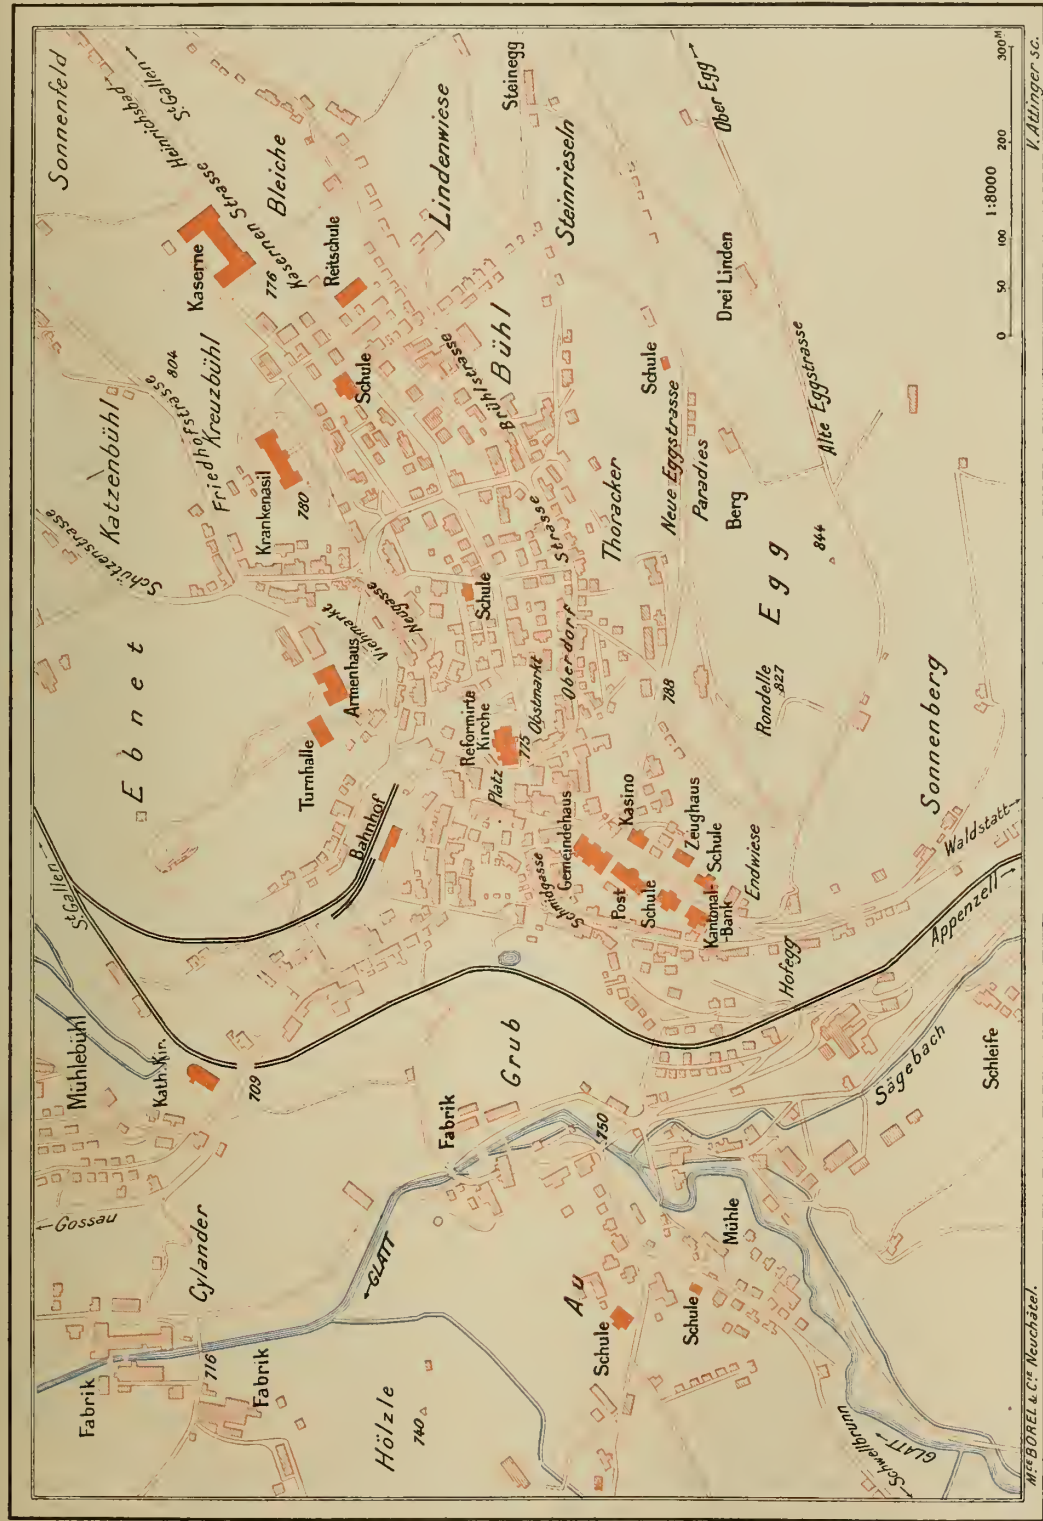 Sonnenfeld
Heinrichsbad
St. Gallen →
Kasernen Strasse
Bleiche
Kaserne
776
Reitschule
Lindenwiese
Steinegg
Steinrieseln
Ober Egg →
Drei Linden
1:8000
0 50 100 200 300M
V. Attinger sc.
Schützenstrasse
Katzenbühl
Friedhofstrasse
804
Kreuzbühl
Krankenasil
780
Schule
Brühlstrasse
Bühl
Schule
Neue Eggstrasse
Paradies
Berg
Alte Eggstrasse
844
Egg
Thoracker
Ebnet
Viehmarkt
Neugasse
Armenhaus
Turnhalle
Schule
Oberdorf Strasse
Obstmarkt
Reformirte
Kirche
775
Platz
788
Rondelle
827
Sonnenberg
Bahnhof
Kasino
Gemeindehaus
Schmidgasse
Zeughaus
Schule
Post
Schule
Kantonal-
-Bank
Endwiese
Waldstatt →
St. Gallen
Appenzell →
Hofegg
Mühlebühl
Kath. Kir.
709
Grub
Fabrik
750
Sägebach
Schleife
← Gossau
Cylander
← GLATT
Fabrik
716
Fabrik
Au
Schule
Schule
Mühle
Hölzle
740
← Schwellbrunn
GLATT →
Mce BOREL & Cie Neuchâtel.